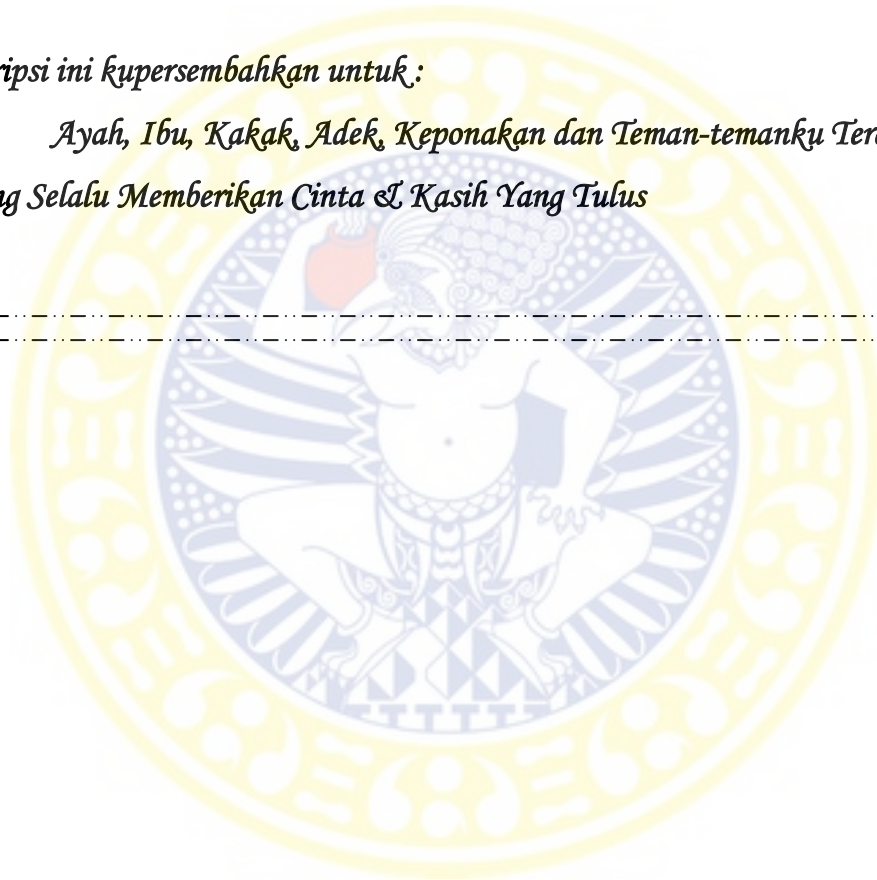 ripsi ini kupersembahkan untuk :
Ayah, Ibu, Kakak, Adek, Keponakan dan Teman-temanku Ter
ng Selalu Memberikan Cinta & Kasih Yang Tulus